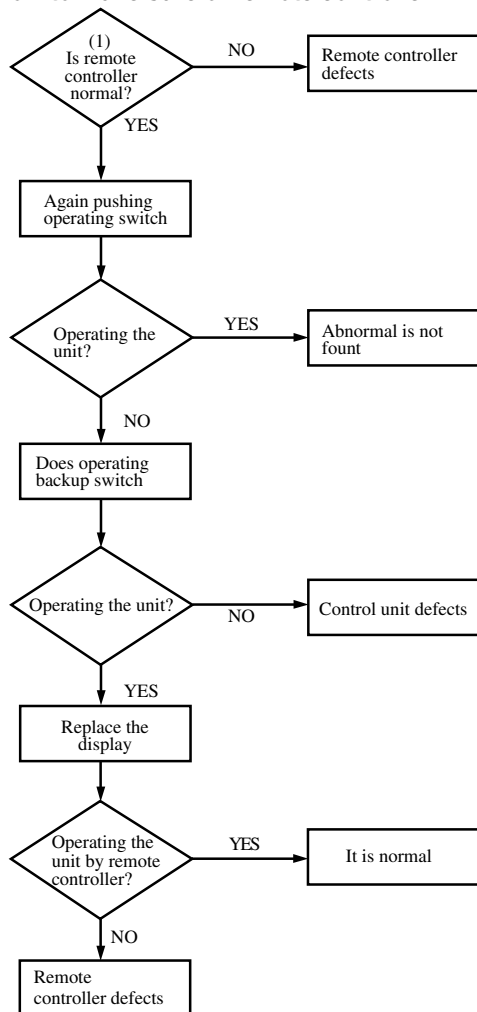 (1)
Is remote
controller
normal?
NO
Remote controller
defects
YES
Again pushing
operating switch
Operating the
unit?
YES
Abnormal is not
fount
NO
Does operating
backup switch
Operating the unit?
NO
Control unit defects
YES
Replace the
display
Operating the
unit by remote
controller?
YES
It is normal
NO
Remote
controller defects